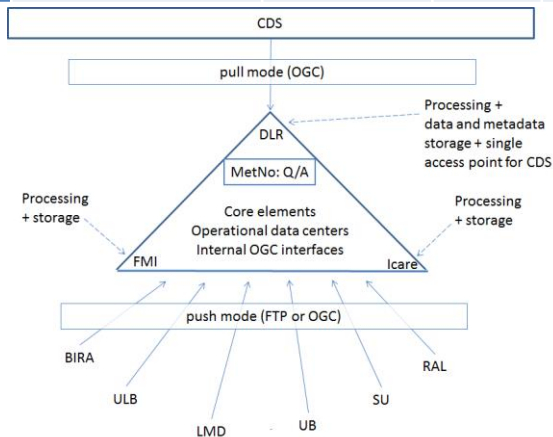 CDS
pull mode (OGC)
Processing +
data and metadata
storage + single
access point for CDS
DLR
MetNo: Q/A
Processing
+ storage
Processing
+ storage
Core elements
Operational data centers
Internal OGC interfaces
FMI
Icare
push mode (FTP or OGC)
BIRA
RAL
ULB
SU
UB
LMD